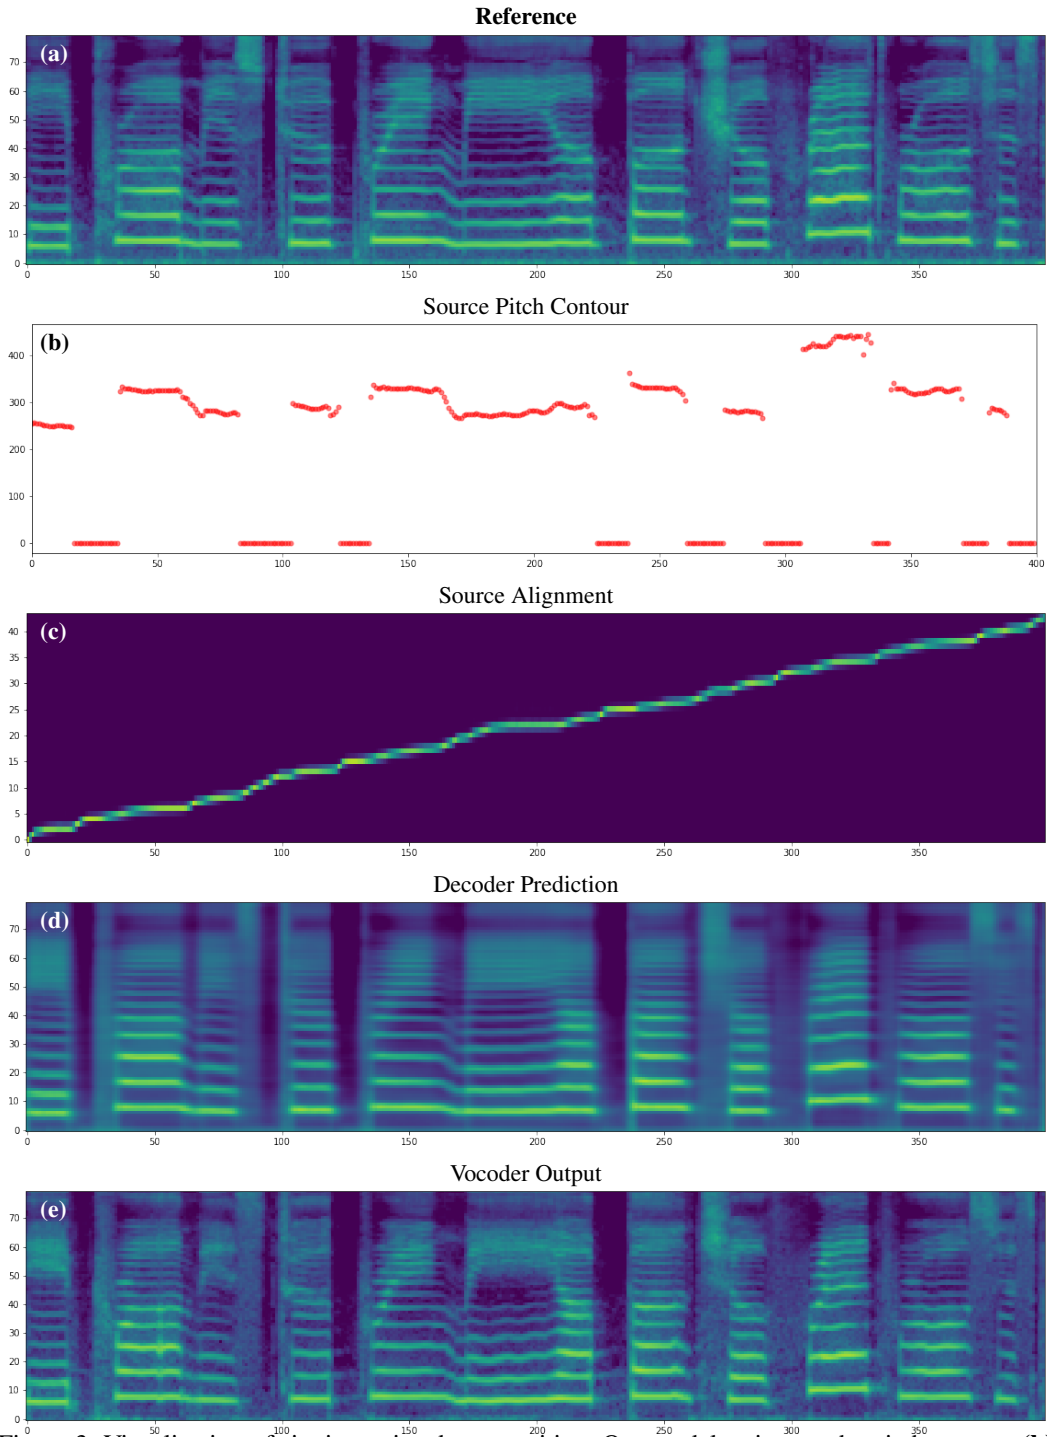 Reference
(a)
70
60
50
40
30
20
10
0
0 50 100 150 200 250 300 350
Source Pitch Contour
(b)
400
300
200
100
0
0 50 100 150 200 250 300 350 400
Source Alignment
(c)
40
35
30
25
20
15
10
5
0
0 50 100 150 200 250 300 350
Decoder Prediction
(d)
70
60
50
40
30
20
10
0
0 50 100 150 200 250 300 350
Vocoder Output
(e)
70
60
50
40
30
20
10
0
0 50 100 150 200 250 300 350